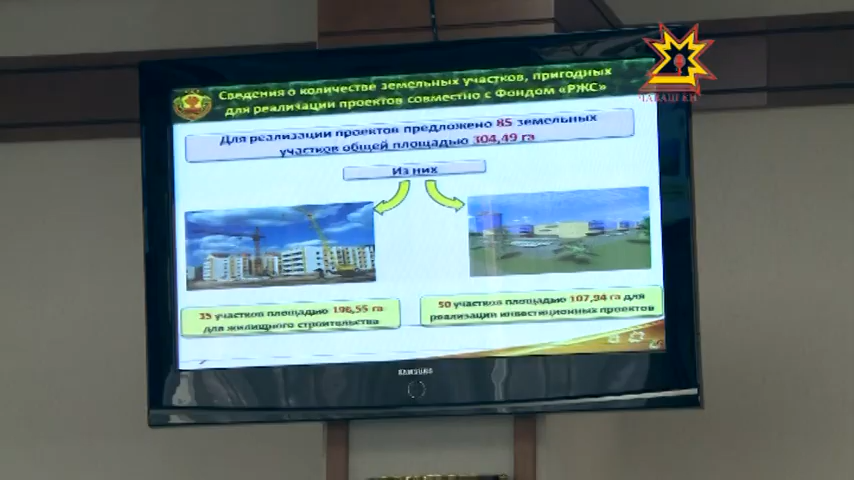 Сведения о количестве земельных участков, пригодных
для реализации проектов совместно с Фондом «РЖС»
ЧĂВАШ ЕН
Для реализации проектов предложено 85 земельных
участков общей площадью 304,49 га
Из них
35 участков площадью 196,55 га
для жилищного строительства
50 участков площадью 107,94 га для
реализации инвестиционных проектов
SAMSUNG